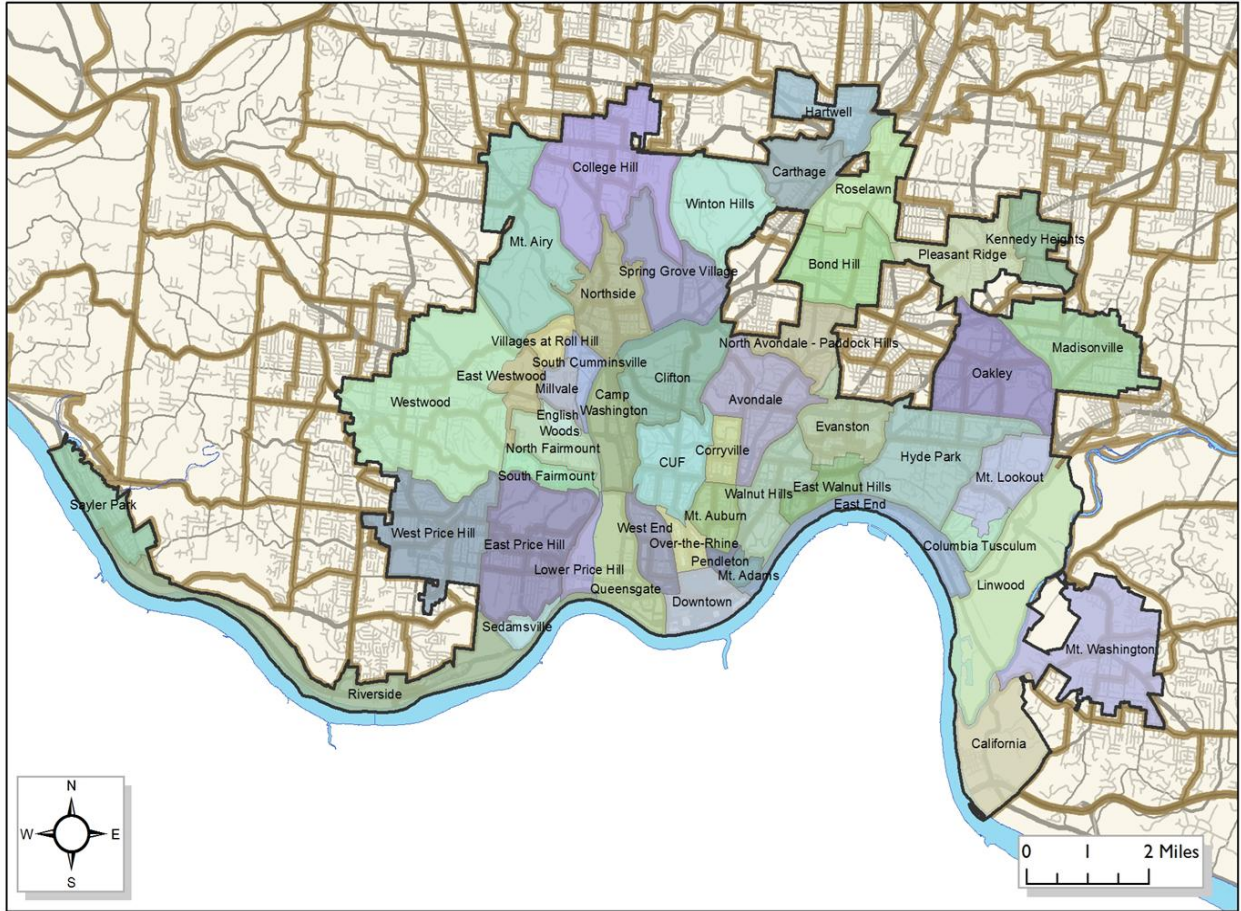 Hartwell
College Hill
Carthage
Roselawn
Winton Hills
Mt. Airy
Kennedy Heights
Pleasant Ridge
Spring Grove Village
Bond Hill
Northside
Villages at Roll Hill
North Avondale - Paddock Hills
Madisonville
South Cumminsville
East Westwood
Clifton
Oakley
Millvale
Westwood
Camp
Washington
Avondale
English
Woods
Evanston
North Fairmount
Corryville
Hyde Park
CUF
South Fairmount
Mt. Lookout
East Walnut Hills
Walnut Hills
Sayler Park
East End
Mt. Auburn
West End
West Price Hill
East Price Hill
Over-the-Rhine
Columbia Tusculum
Pendleton
Lower Price Hill
Mt. Adams
Linwood
Queensgate
Downtown
Sedamsville
Mt. Washington
Riverside
California
N
W E
S
0 1 2 Miles